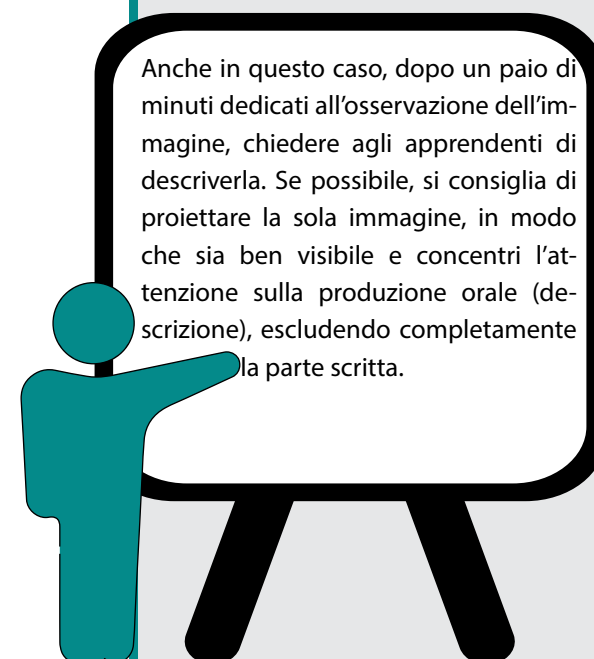 Anche in questo caso, dopo un paio di
minuti dedicati all’osservazione dell’im-
magine, chiedere agli apprendenti di
descriverla. Se possibile, si consiglia di
proiettare la sola immagine, in modo
che sia ben visibile e concentri l’at-
tenzione sulla produzione orale (de-
scrizione), escludendo completamente
la parte scritta.